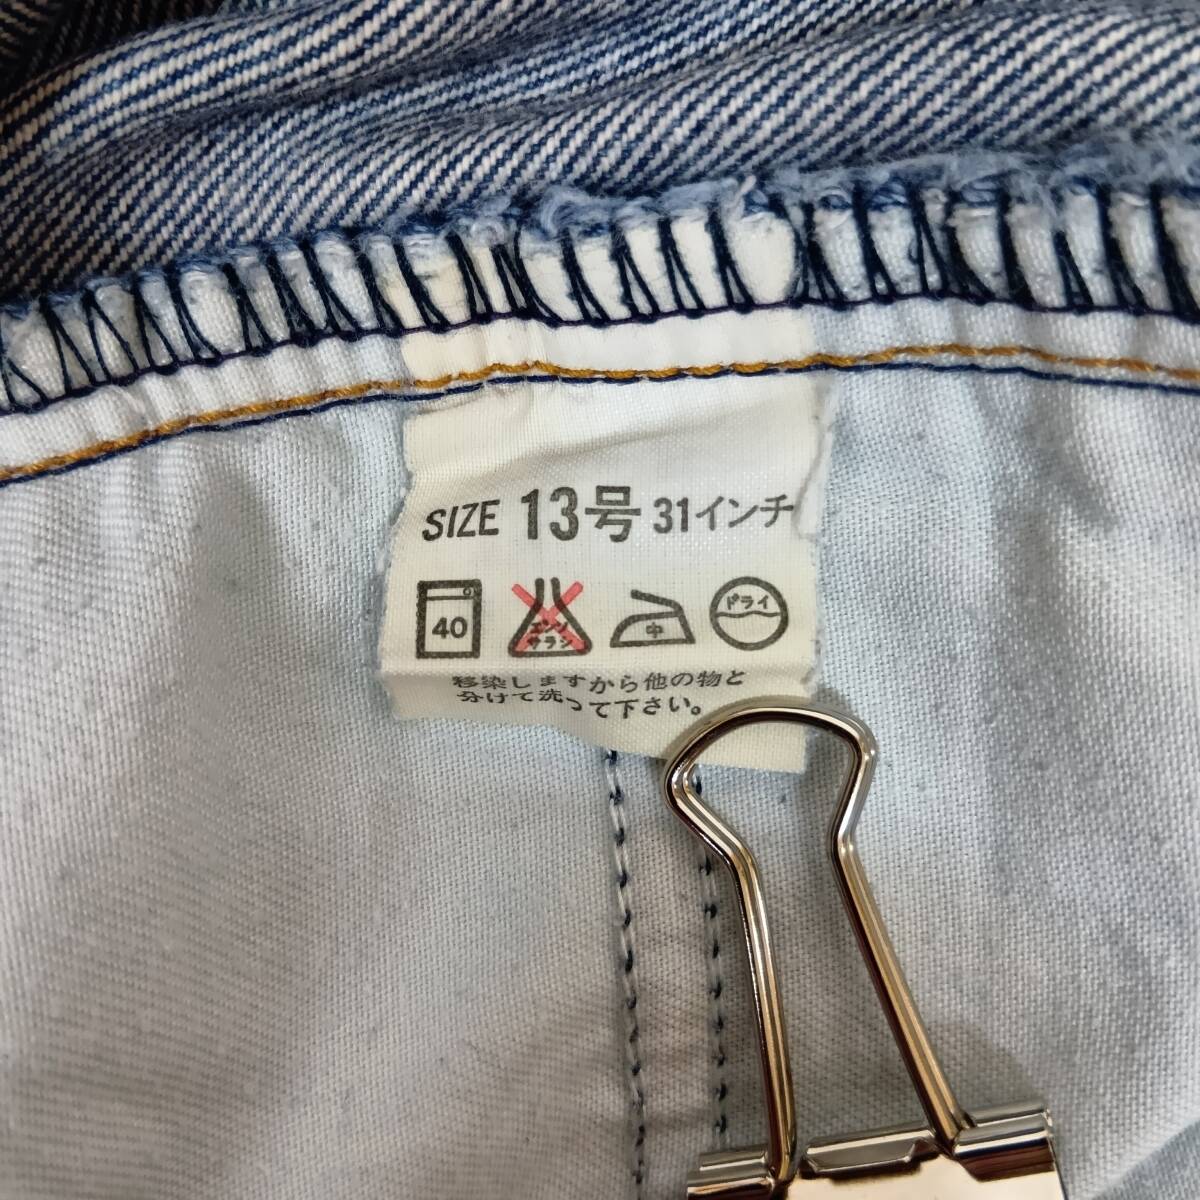 SIZE 13号 31インチ
40 エンソ サラシ 中 ドライ
移染しますから他の物と
分けて洗って下さい。